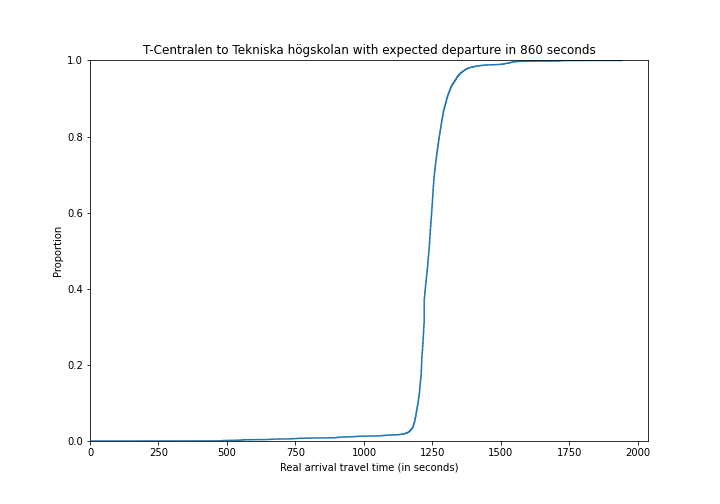 T-Centralen to Tekniska högskolan with expected departure in 860 seconds
1.0
0.8
0.6
0.4
0.2
0.0
Proportion
0 250 500 750 1000 1250 1500 1750 2000
Real arrival travel time (in seconds)